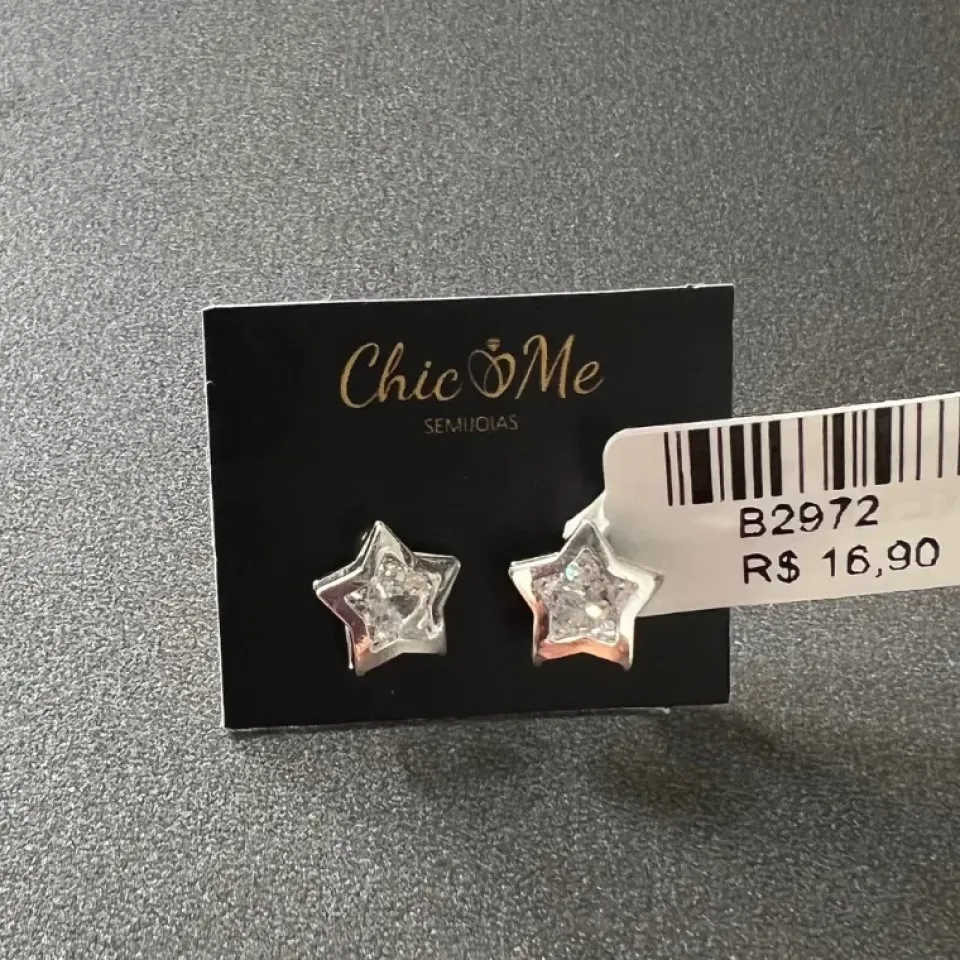 Chic Me
SEMIJOIAS
B2972
R$ 16,90